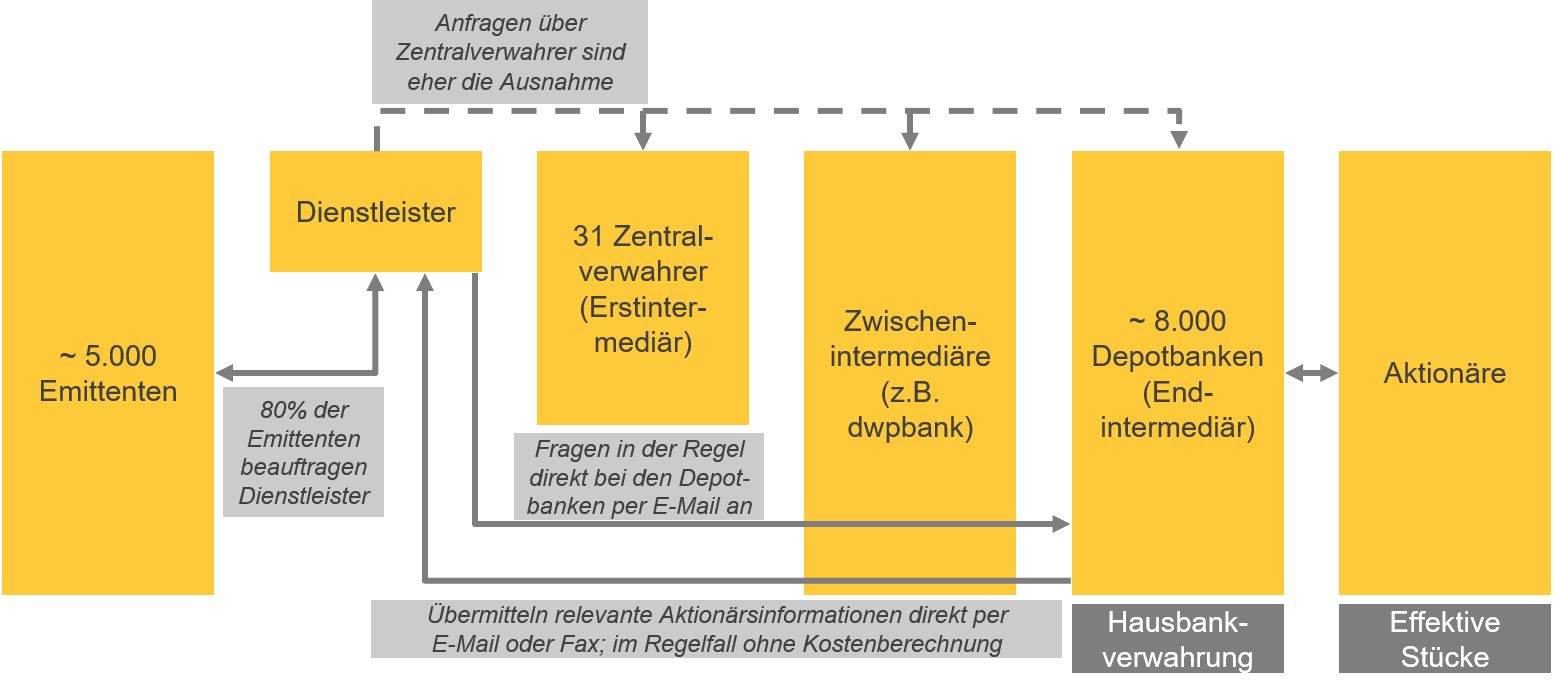 Anfragen über
Zentralverwahrer sind
eher die Ausnahme
~ 5.000
Emittenten
Dienstleister
80% der
Emittenten
beauftragen
Dienstleister
31 Zentral-
verwahrer
(Erstinter-
mediär)
Fragen in der Regel
direkt bei den Depot-
banken per E-Mail an
Zwischen-
intermediäre
(z.B.
dwpbank)
~ 8.000
Depotbanken
(End-
intermediär)
Aktionäre
Übermitteln relevante Aktionärsinformationen direkt per
E-Mail oder Fax; im Regelfall ohne Kostenberechnung
Hausbank-
verwahrung
Effektive
Stücke